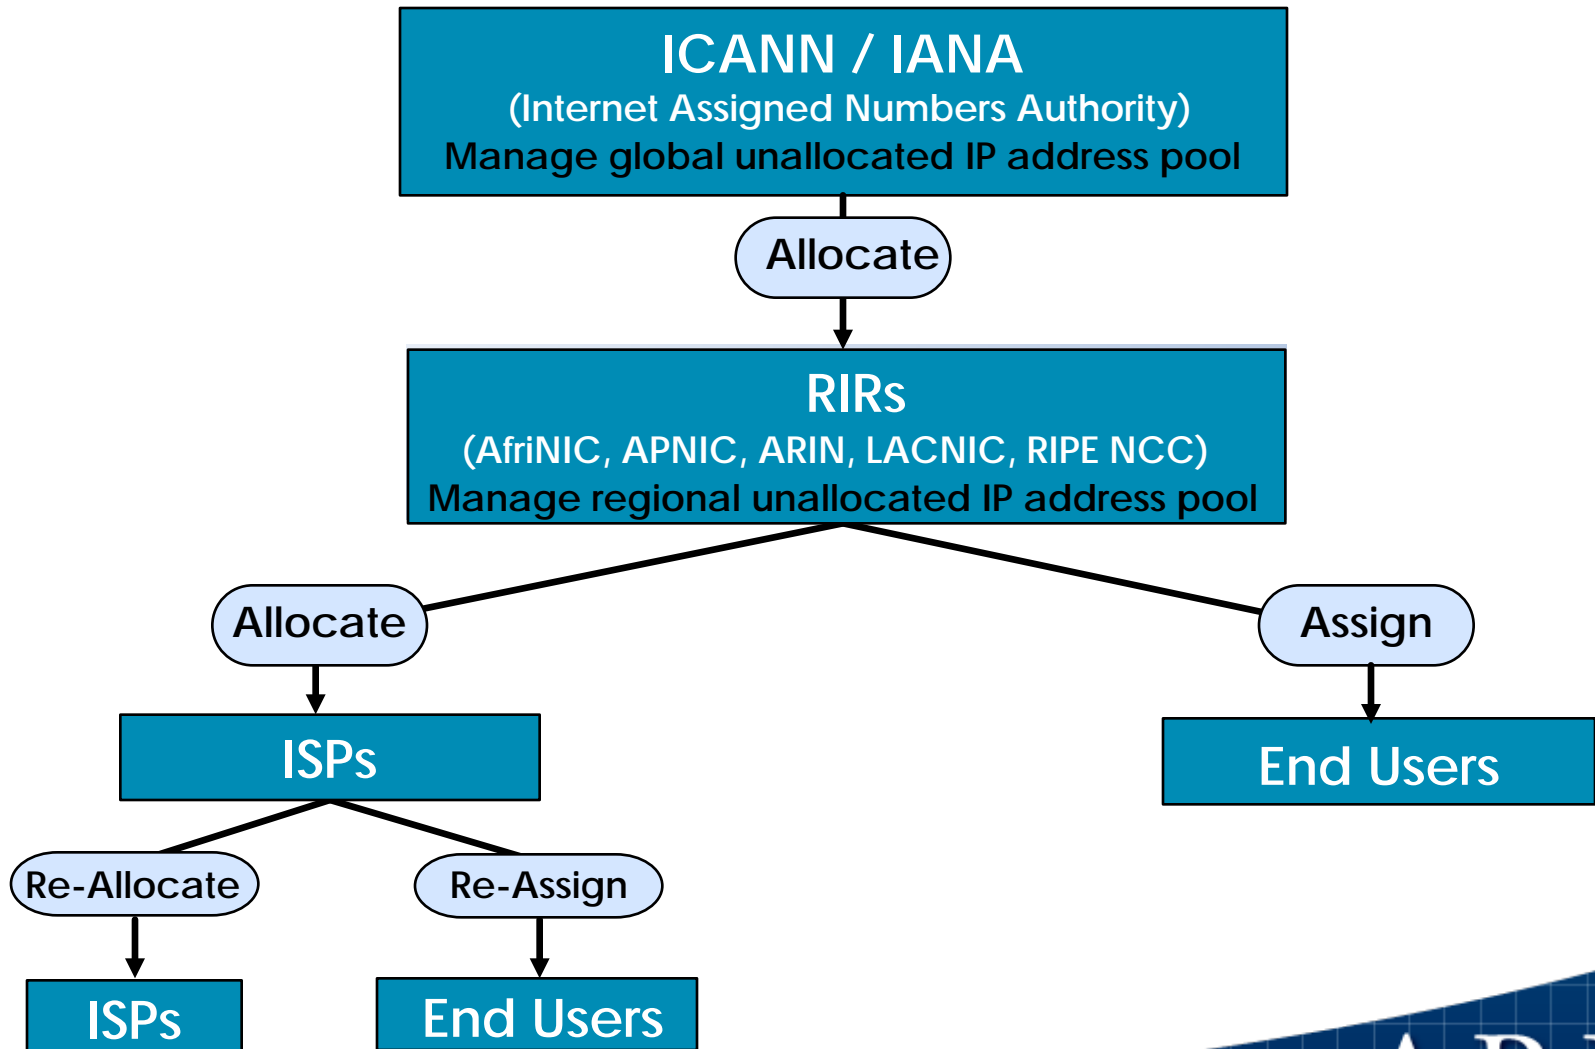 ICANN / IANA
(Internet Assigned Numbers Authority)
Manage global unallocated IP address pool
Allocate
RIRs
(AfriNIC, APNIC, ARIN, LACNIC, RIPE NCC)
Manage regional unallocated IP address pool
Allocate
Assign
ISPs
End Users
Re-Allocate
Re-Assign
ISPs
End Users